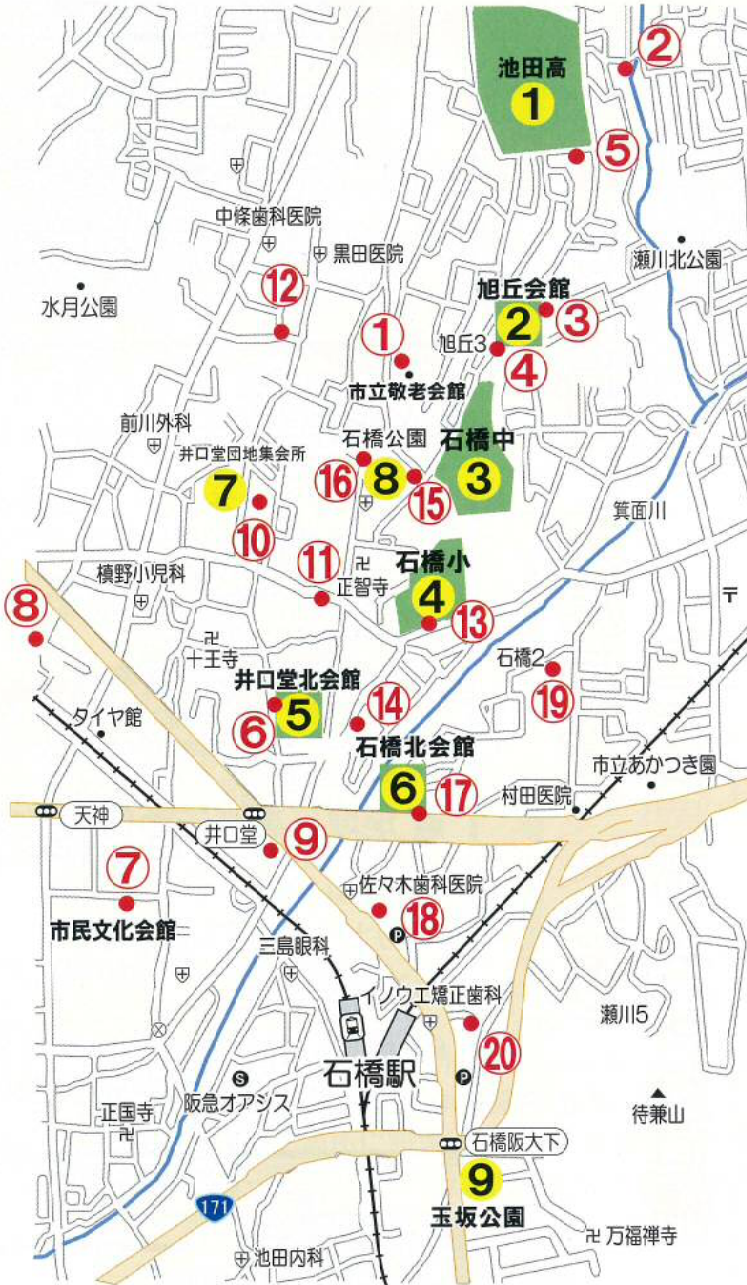 池田高
1
②
⑤
中條歯科医院
黒田医院
瀬川北公園
水月公園
⑫
旭丘会館
2
③
①
旭丘3
④
市立敬老会館
前川外科
石橋公園
石橋中
井口堂団地集会所
7
⑯
8
⑮
3
⑩
箕面川
⑪
卍
石橋小
槙野小児科
正智寺
4
〒
⑧
⑬
卍
十王寺
石橋2
井口堂北会館
⑲
タイヤ館
⑥
5
⑭
石橋北会館
市立あかつき園
6
⑰
村田医院
天神
井口堂
⑨
⑦
佐々木歯科医院
⑱
P
市民文化会館
三島眼科
イノウエ矯正歯科
瀬川5
⑳
石橋駅
S
P
阪急オアシス
正国寺
卍
待兼山
石橋阪大下
9
171
玉坂公園
卍万福禅寺
池田内科